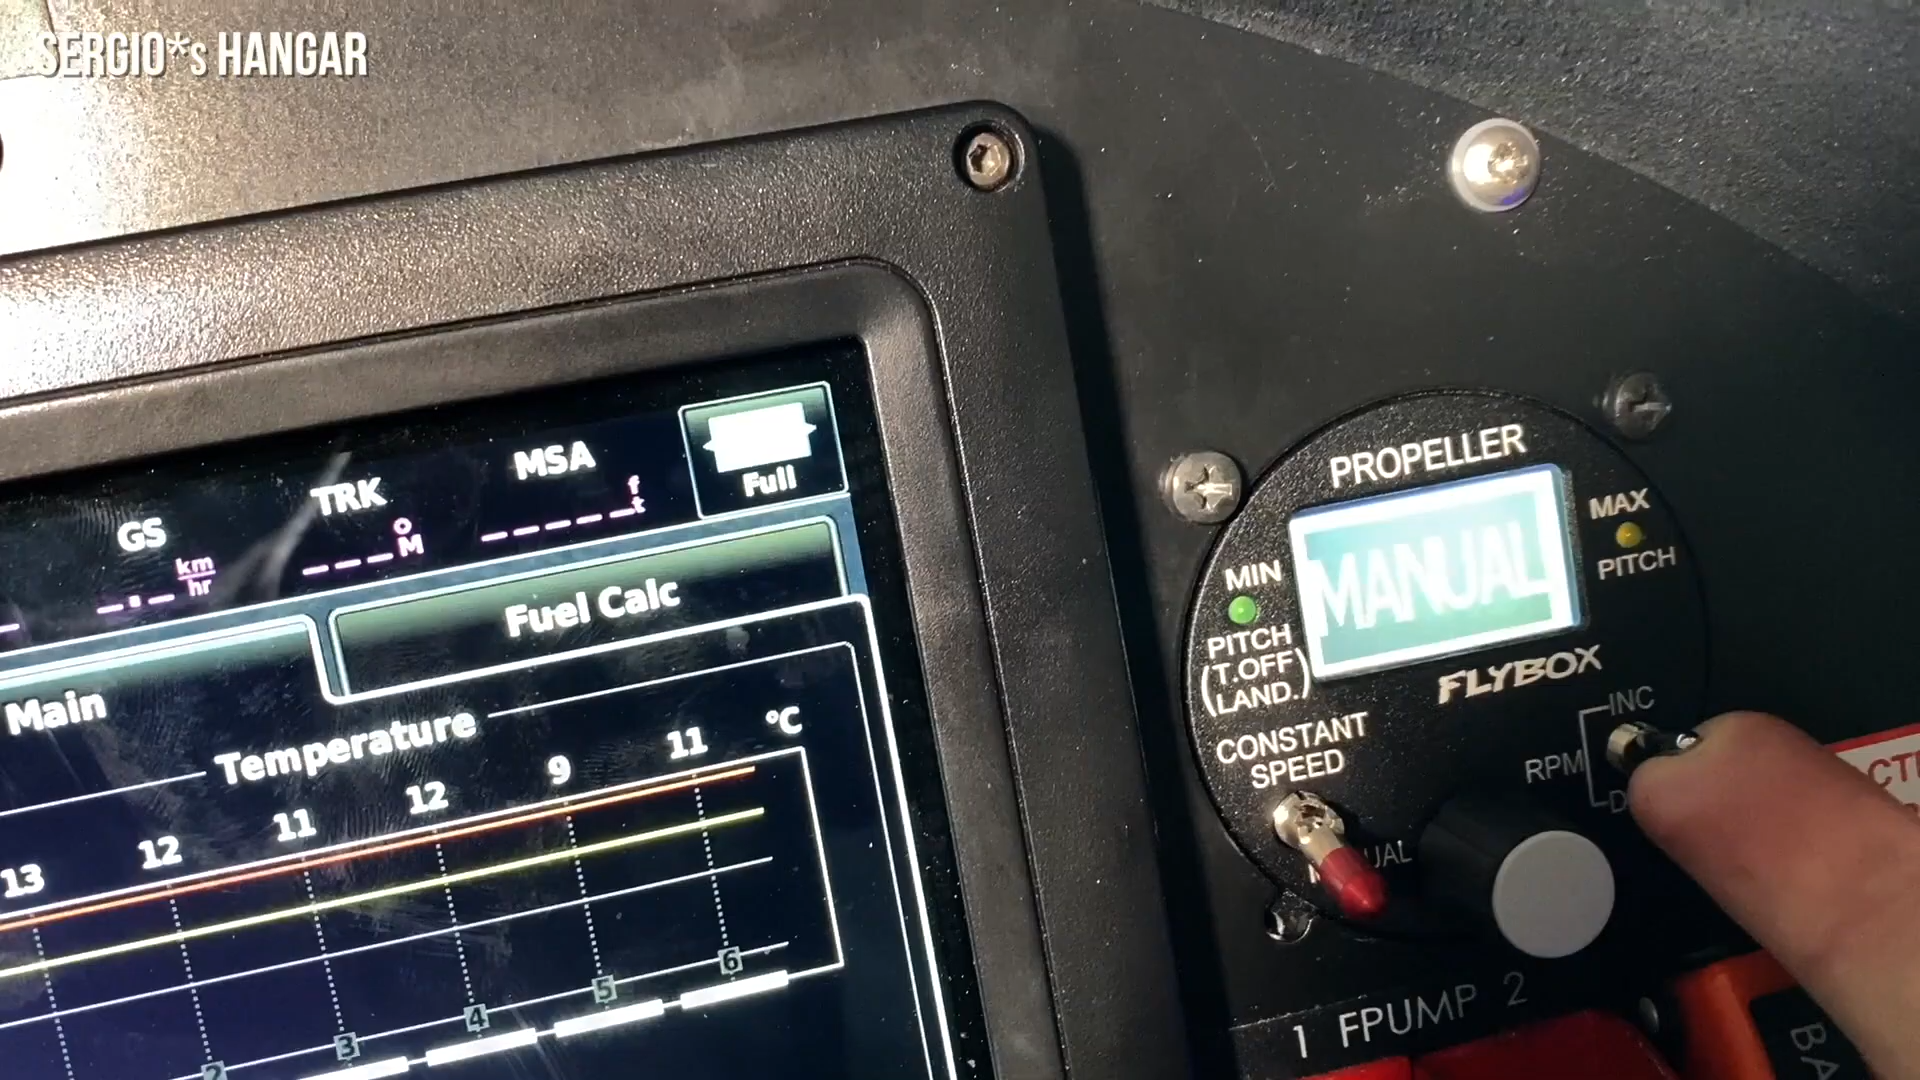 SERGIO*s HANGAR
GS
km
hr
TRK
°
M
MSA
f
t
Full
Main
Fuel Calc
Temperature
°C
13 12 11 12 9 11
2 3 4 5 6
PROPELLER
MANUAL
MAX
PITCH
MIN
PITCH
(T.OFF)
(LAND.)
FLYBOX
CONSTANT
SPEED
INC
RPM
1 FPUMP 2